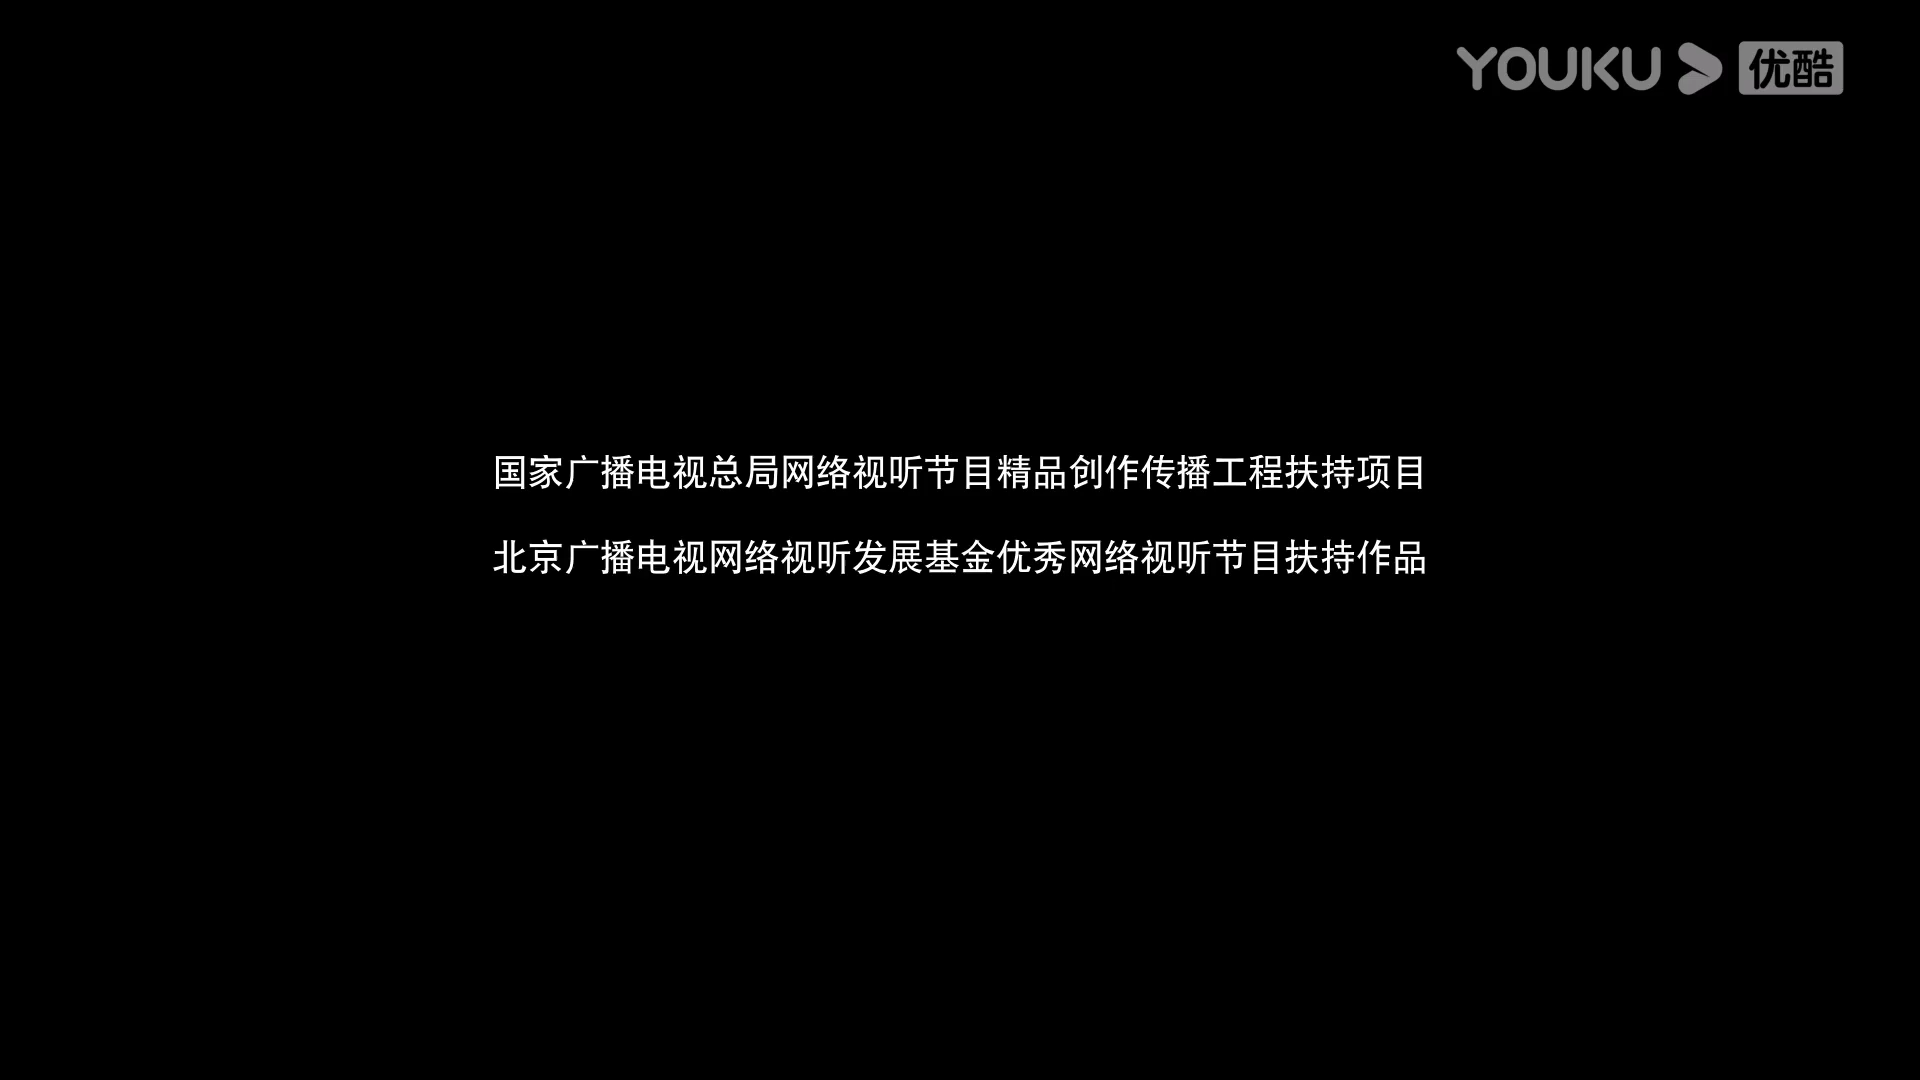 YOUKU 优酷
国家广播电视总局网络视听节目精品创作传播工程扶持项目
北京广播电视网络视听发展基金优秀网络视听节目扶持作品